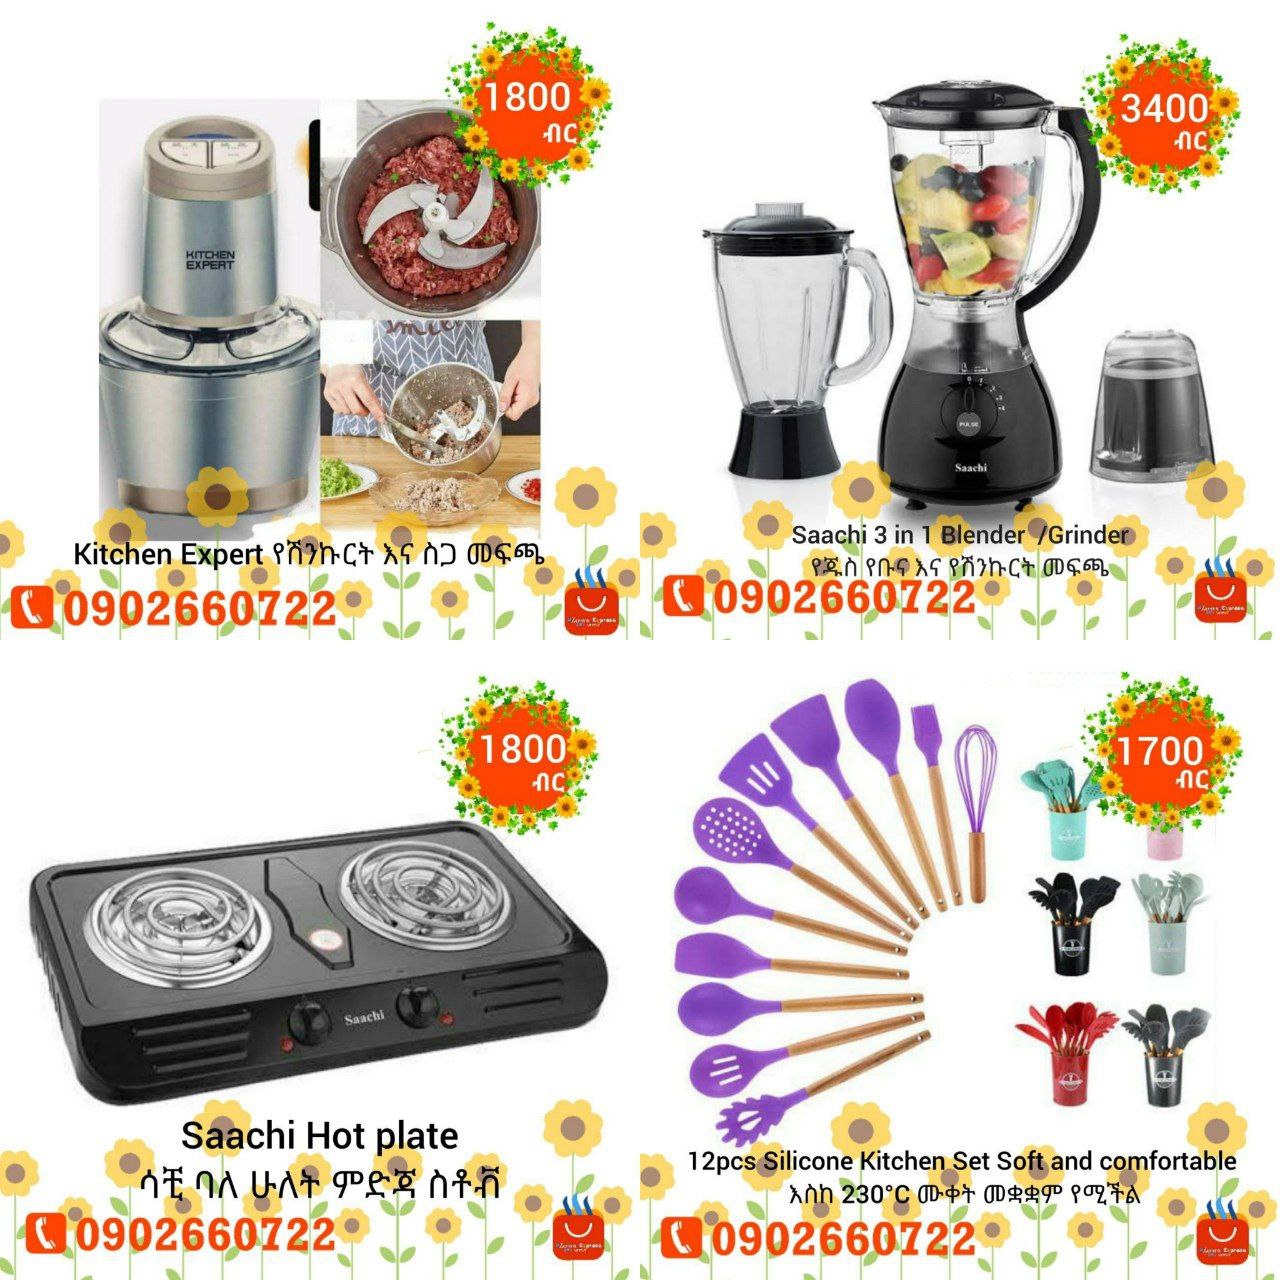 1800
ብር
KITCHEN
EXPERT
Kitchen Expert የሽንኩርት እና ስጋ መፍጫ
0902660722
3400
ብር
PULSE
Saachi
Saachi 3 in 1 Blender /Grinder
የጁስ የቡና እና የሽንኩርት መፍጫ
0902660722
1800
ብር
Saachi
Saachi Hot plate
ሳቺ ባለ ሁለት ምድጃ ስቶቭ
0902660722
1700
ብር
12pcs Silicone Kitchen Set Soft and comfortable
እስከ 230°C ሙቀት መቋቋም የሚችል
0902660722